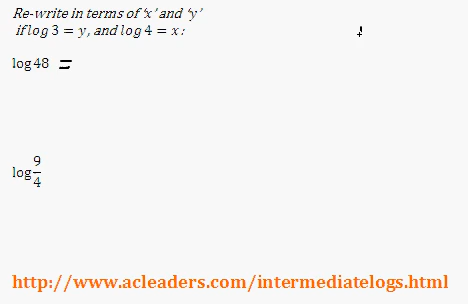 Re-write in terms of 'x' and 'y'
if log 3 = y, and log 4 = x:
log 48 =
log 9/4
http://www.acleaders.com/intermediatelogs.html